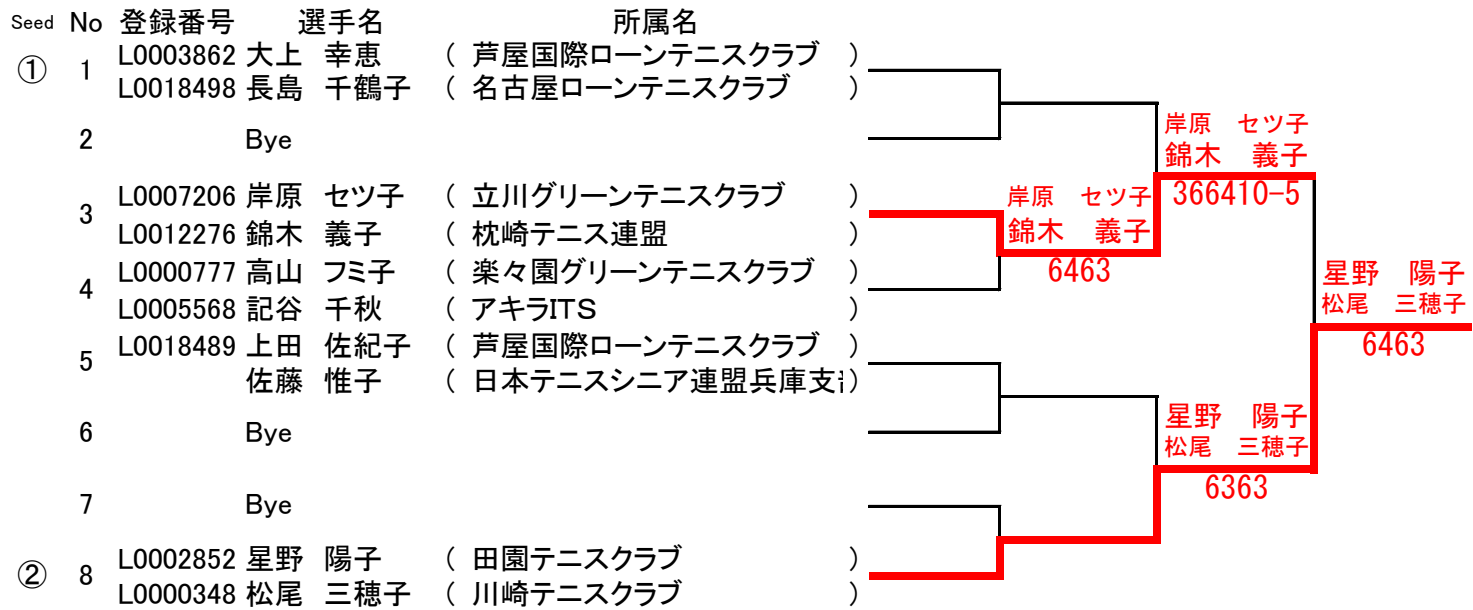 Seed No 登録番号 選手名 所属名
① 1 L0003862 大上 幸恵 ( 芦屋国際ローンテニスクラブ )
L0018498 長島 千鶴子 ( 名古屋ローンテニスクラブ )
2 Bye
岸原 セツ子
錦木 義子
366410-5
3 L0007206 岸原 セツ子 ( 立川グリーンテニスクラブ )
L0012276 錦木 義子 ( 枕崎テニス連盟 )
岸原 セツ子
錦木 義子
6463
4 L0000777 高山 フミ子 ( 楽々園グリーンテニスクラブ )
L0005568 記谷 千秋 ( アキラITS )
星野 陽子
松尾 三穂子
6463
5 L0018489 上田 佐紀子 ( 芦屋国際ローンテニスクラブ )
佐藤 惟子 ( 日本テニスシニア連盟兵庫支 )
6 Bye
星野 陽子
松尾 三穂子
6363
7 Bye
② 8 L0002852 星野 陽子 ( 田園テニスクラブ )
L0000348 松尾 三穂子 ( 川崎テニスクラブ )